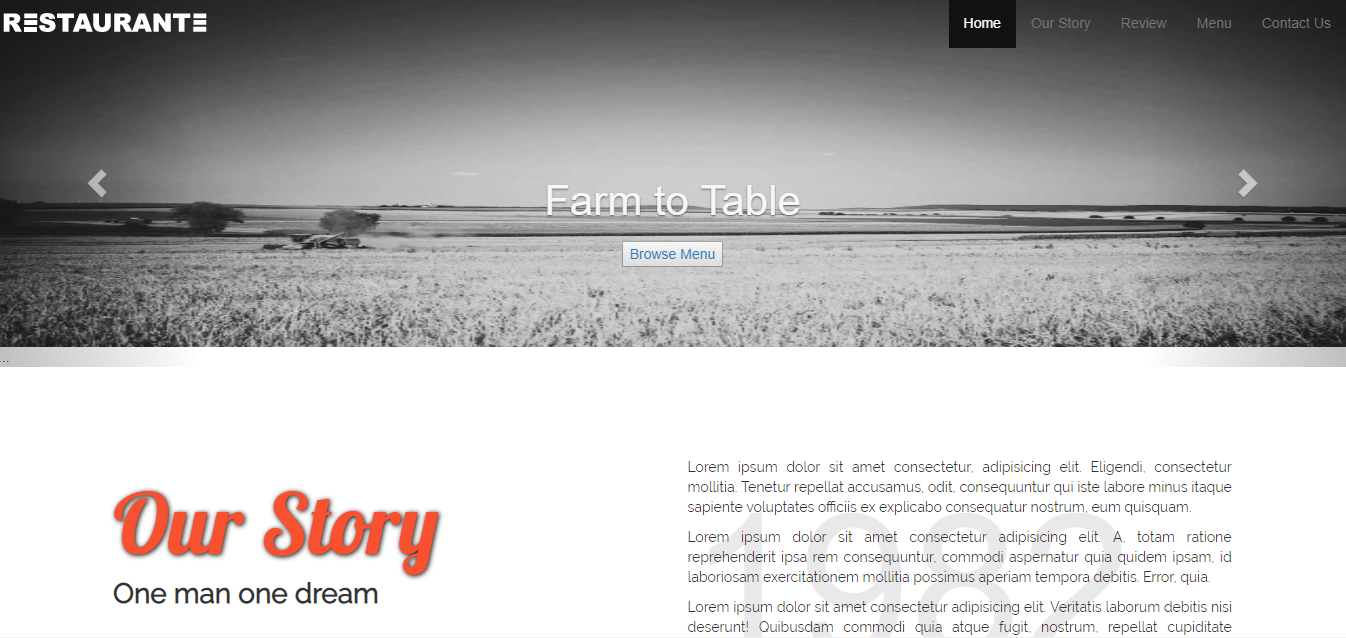 RESTAURANTE
Home Our Story Review Menu Contact Us
Farm to Table
Browse Menu
...
Our Story
One man one dream
1982
Lorem ipsum dolor sit amet consectetur, adipisicing elit. Eligendi, consectetur
mollitia. Tenetur repellat accusamus, odit, consequuntur qui iste labore minus itaque
sapiente voluptates officiis ex explicabo consequatur nostrum, eum quisquam.
Lorem ipsum dolor sit amet consectetur adipisicing elit. A, totam ratione
reprehenderit ipsa rem consequuntur, commodi aspernatur quia quidem ipsam, id
laboriosam exercitationem mollitia possimus aperiam tempora debitis. Error, quia.
Lorem ipsum dolor sit amet consectetur adipisicing elit. Veritatis laborum debitis nisi
deserunt! Quibusdam commodi quia atque fugit, nostrum, repellat cupiditate